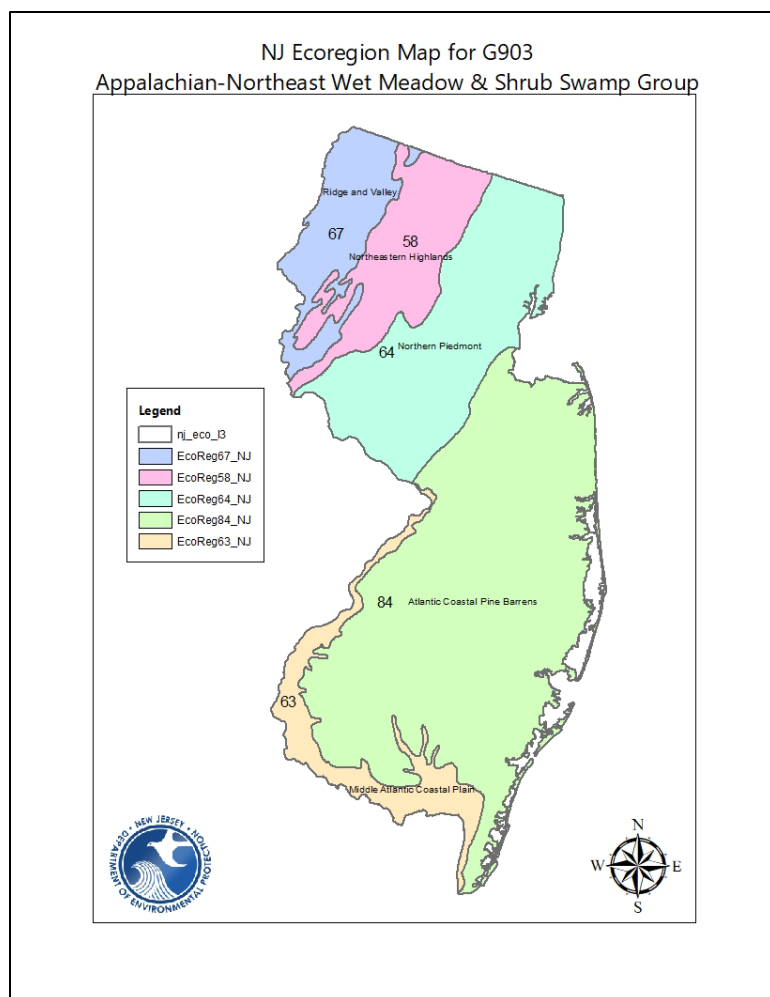 NJ Ecoregion Map for G903
Appalachian-Northeast Wet Meadow & Shrub Swamp Group
Ridge and Valley
67
58
Northeastern Highlands
64
Northern Piedmont
Legend
nj_eco_l3
EcoReg67_NJ
EcoReg58_NJ
EcoReg64_NJ
EcoReg84_NJ
EcoReg63_NJ
84
Atlantic Coastal Pine Barrens
63
Middle Atlantic Coastal Plain
NEW JERSEY
DEPARTMENT OF ENVIRONMENTAL PROTECTION
N
W
E
S